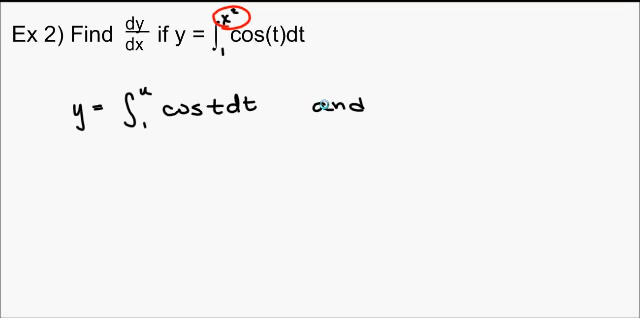 Ex 2) Find dy/dx if y = ∫₁^x² cos(t)dt
y = ∫₁^u cos t dt and